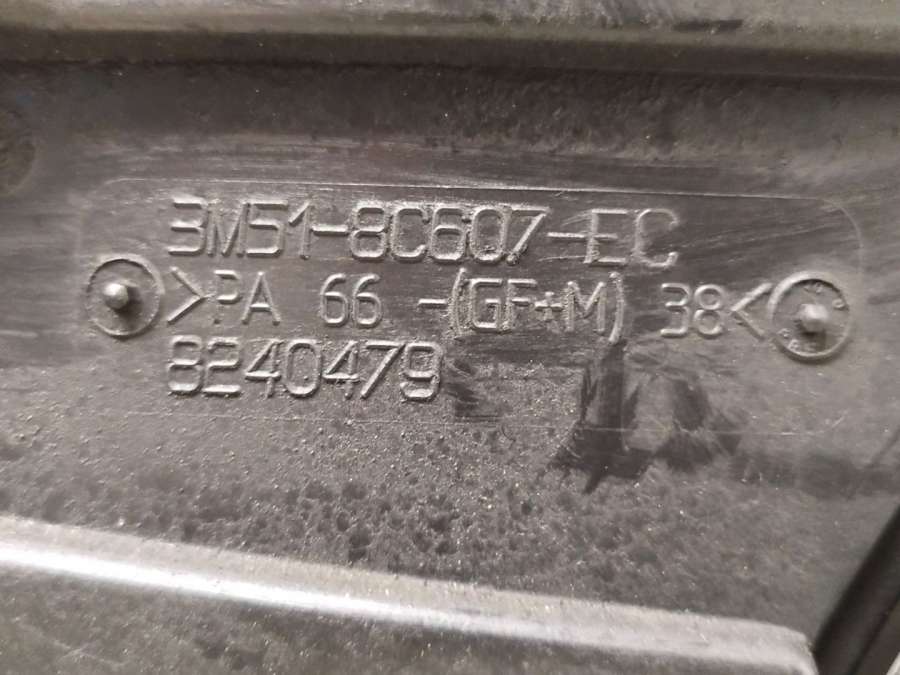 3M51-8C607-EC
>PA 66 -(GF+M) 38<
8240479